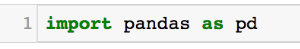 1 import pandas as pd